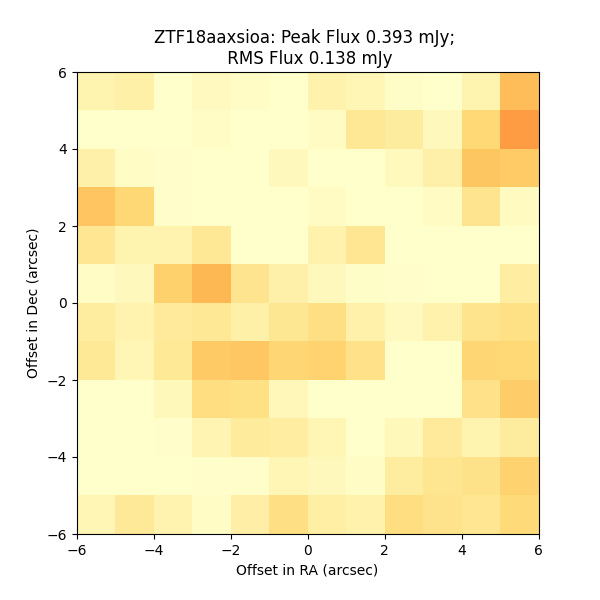 ZTF18aaxsioa: Peak Flux 0.393 mJy;
RMS Flux 0.138 mJy
6
4
2
0
−2
−4
−6
Offset in Dec (arcsec)
−6 −4 −2 0 2 4 6
Offset in RA (arcsec)